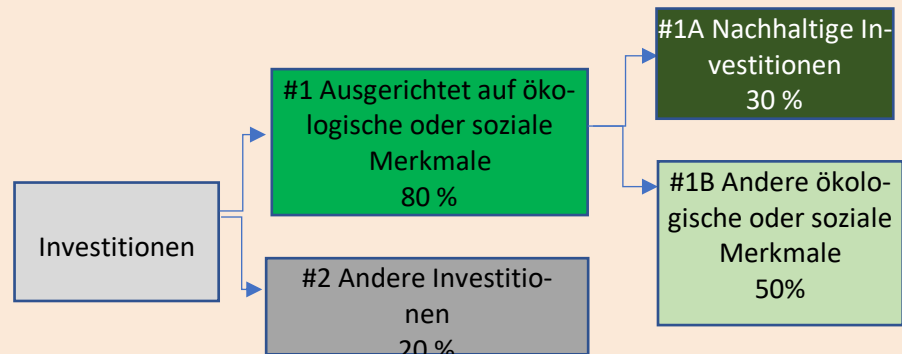 #1A Nachhaltige In-
vestitionen
30 %
#1 Ausgerichtet auf öko-
logische oder soziale
Merkmale
80 %
#1B Andere ökolo-
gische oder soziale
Merkmale
50%
Investitionen
#2 Andere Investitio-
nen
20 %